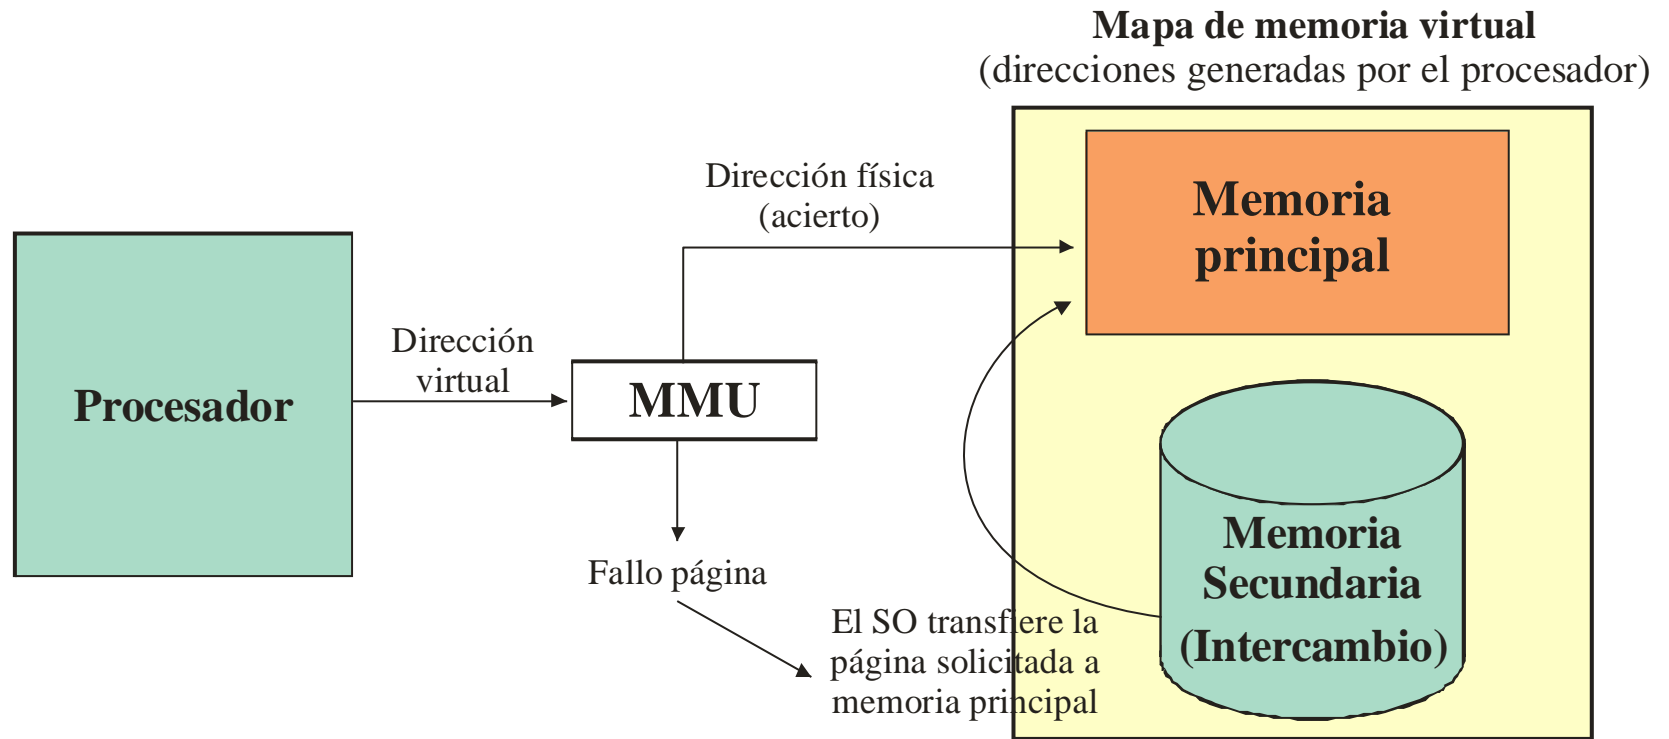 Mapa de memoria virtual
(direcciones generadas por el procesador)
Dirección física
(acierto)
Memoria
principal
Dirección
virtual
Procesador
MMU
Fallo página
El SO transfiere la
página solicitada a
memoria principal
Memoria
Secundaria
(Intercambio)